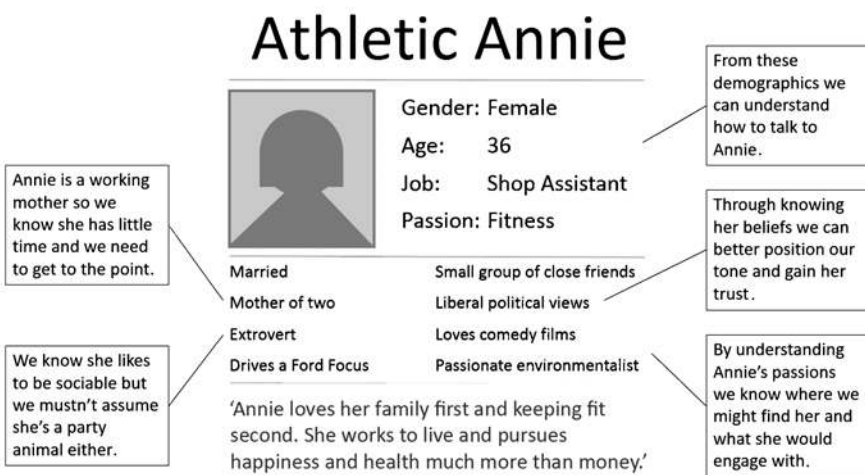 Athletic Annie
Gender: Female
Age: 36
Job: Shop Assistant
Passion: Fitness
From these
demographics we
can understand
how to talk to
Annie.
Annie is a working
mother so we
know she has little
time and we need
to get to the point.
Married
Mother of two
Extrovert
Drives a Ford Focus
Small group of close friends
Liberal political views
Loves comedy films
Passionate environmentalist
Through knowing
her beliefs we can
better position our
tone and gain her
trust.
We know she likes
to be sociable but
we mustn't assume
she's a party
animal either.
By understanding
Annie's passions
we know where we
might find her and
what she would
engage with.
‘Annie loves her family first and keeping fit
second. She works to live and pursues
happiness and health much more than money.’